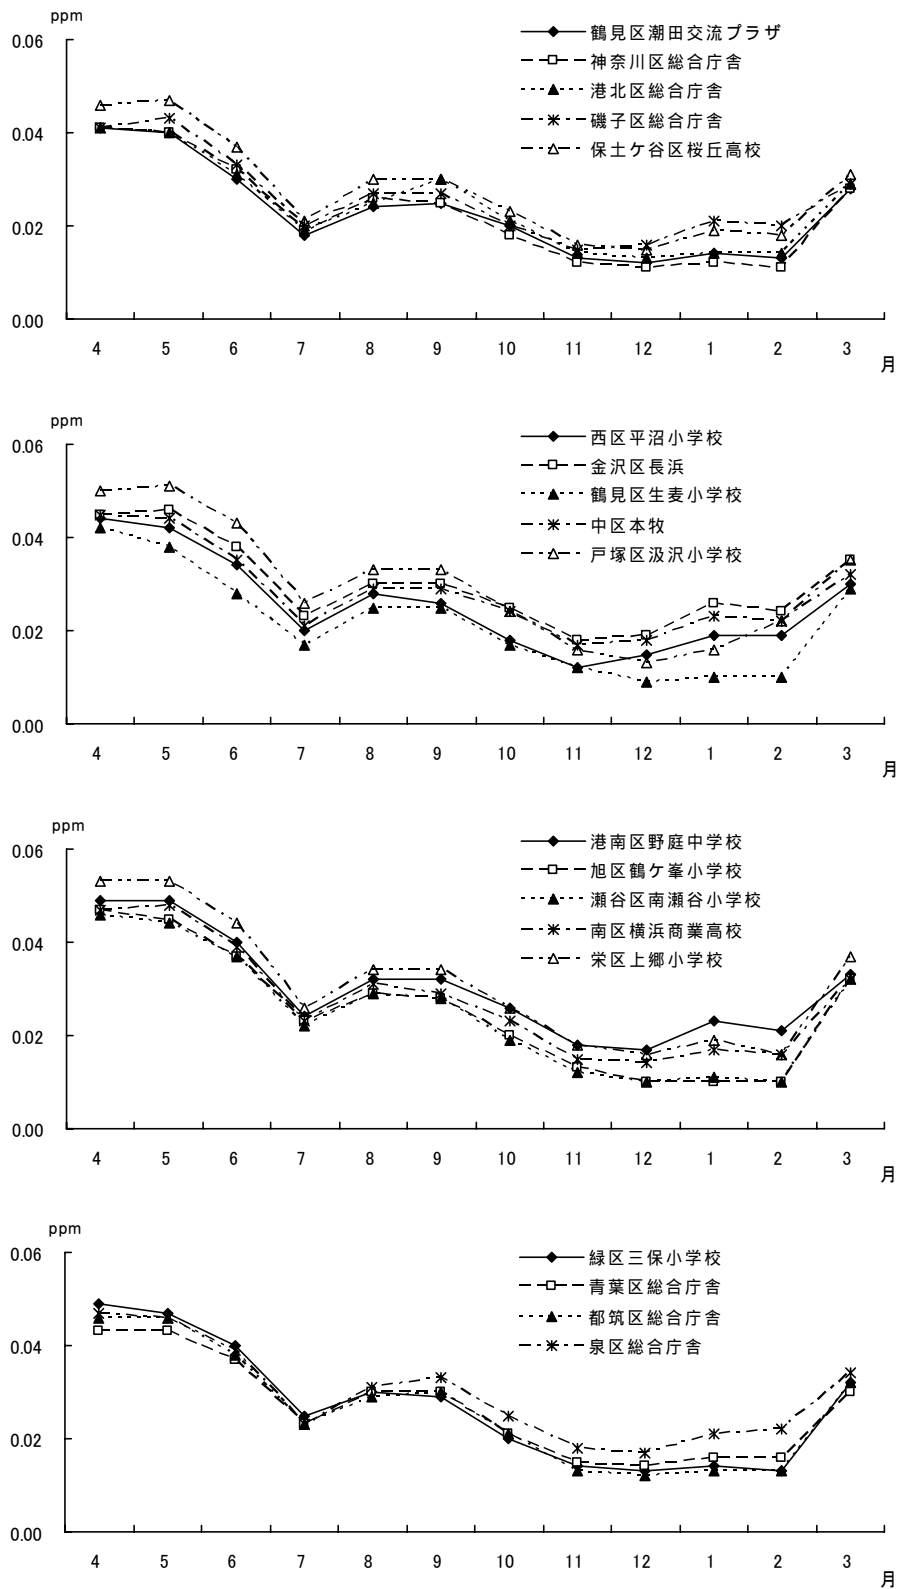 ppm
0.06
0.04
0.02
0.00
鶴見区潮田交流プラザ
神奈川区総合庁舎
港北区総合庁舎
磯子区総合庁舎
保土ケ谷区桜丘高校
4 5 6 7 8 9 10 11 12 1 2 3
月
ppm
0.06
0.04
0.02
0.00
西区平沼小学校
金沢区長浜
鶴見区生麦小学校
中区本牧
戸塚区汲沢小学校
4 5 6 7 8 9 10 11 12 1 2 3
月
ppm
0.06
0.04
0.02
0.00
港南区野庭中学校
旭区鶴ケ峯小学校
瀬谷区南瀬谷小学校
南区横浜商業高校
栄区上郷小学校
4 5 6 7 8 9 10 11 12 1 2 3
月
ppm
0.06
0.04
0.02
0.00
緑区三保小学校
青葉区総合庁舎
都筑区総合庁舎
泉区総合庁舎
4 5 6 7 8 9 10 11 12 1 2 3
月